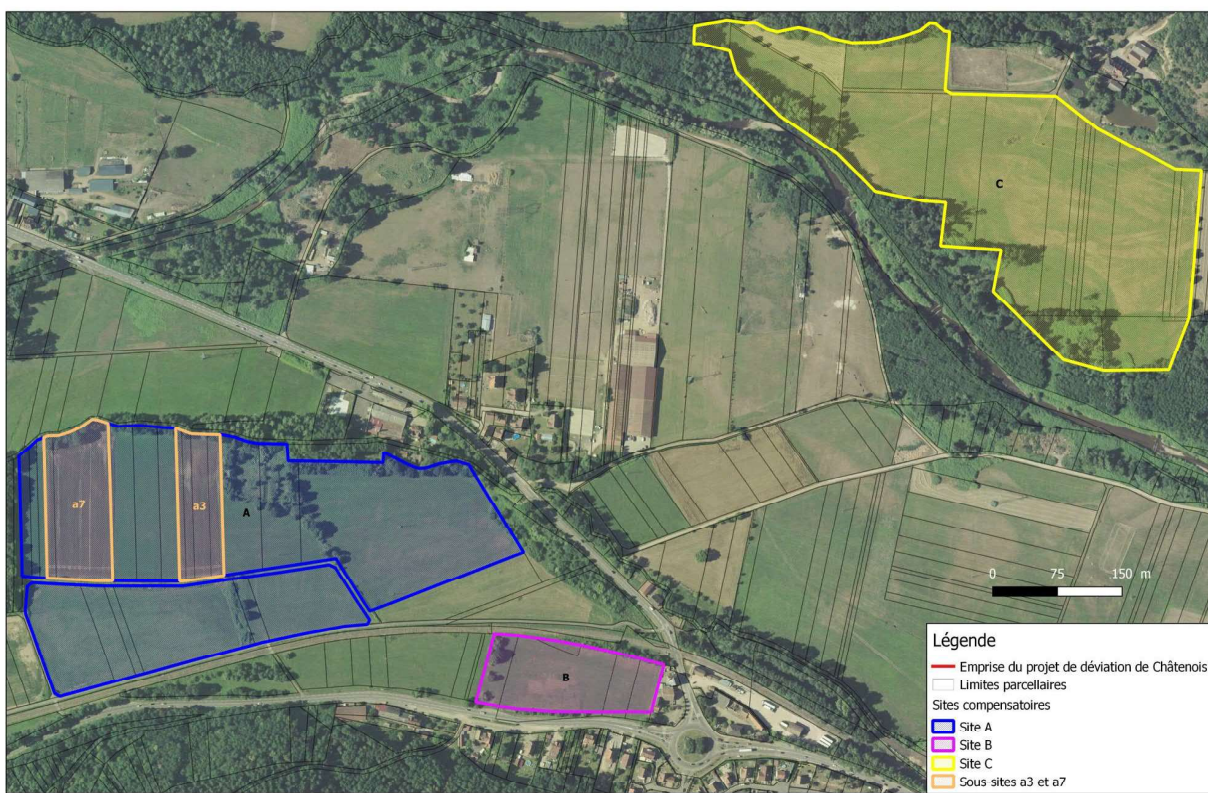 C
a7
a3
A
B
0 75 150 m
Légende
Emprise du projet de déviation de Châtenois
Limites parcellaires
Sites compensatoires
Site A
Site B
Site C
Sous-sites a3 et a7